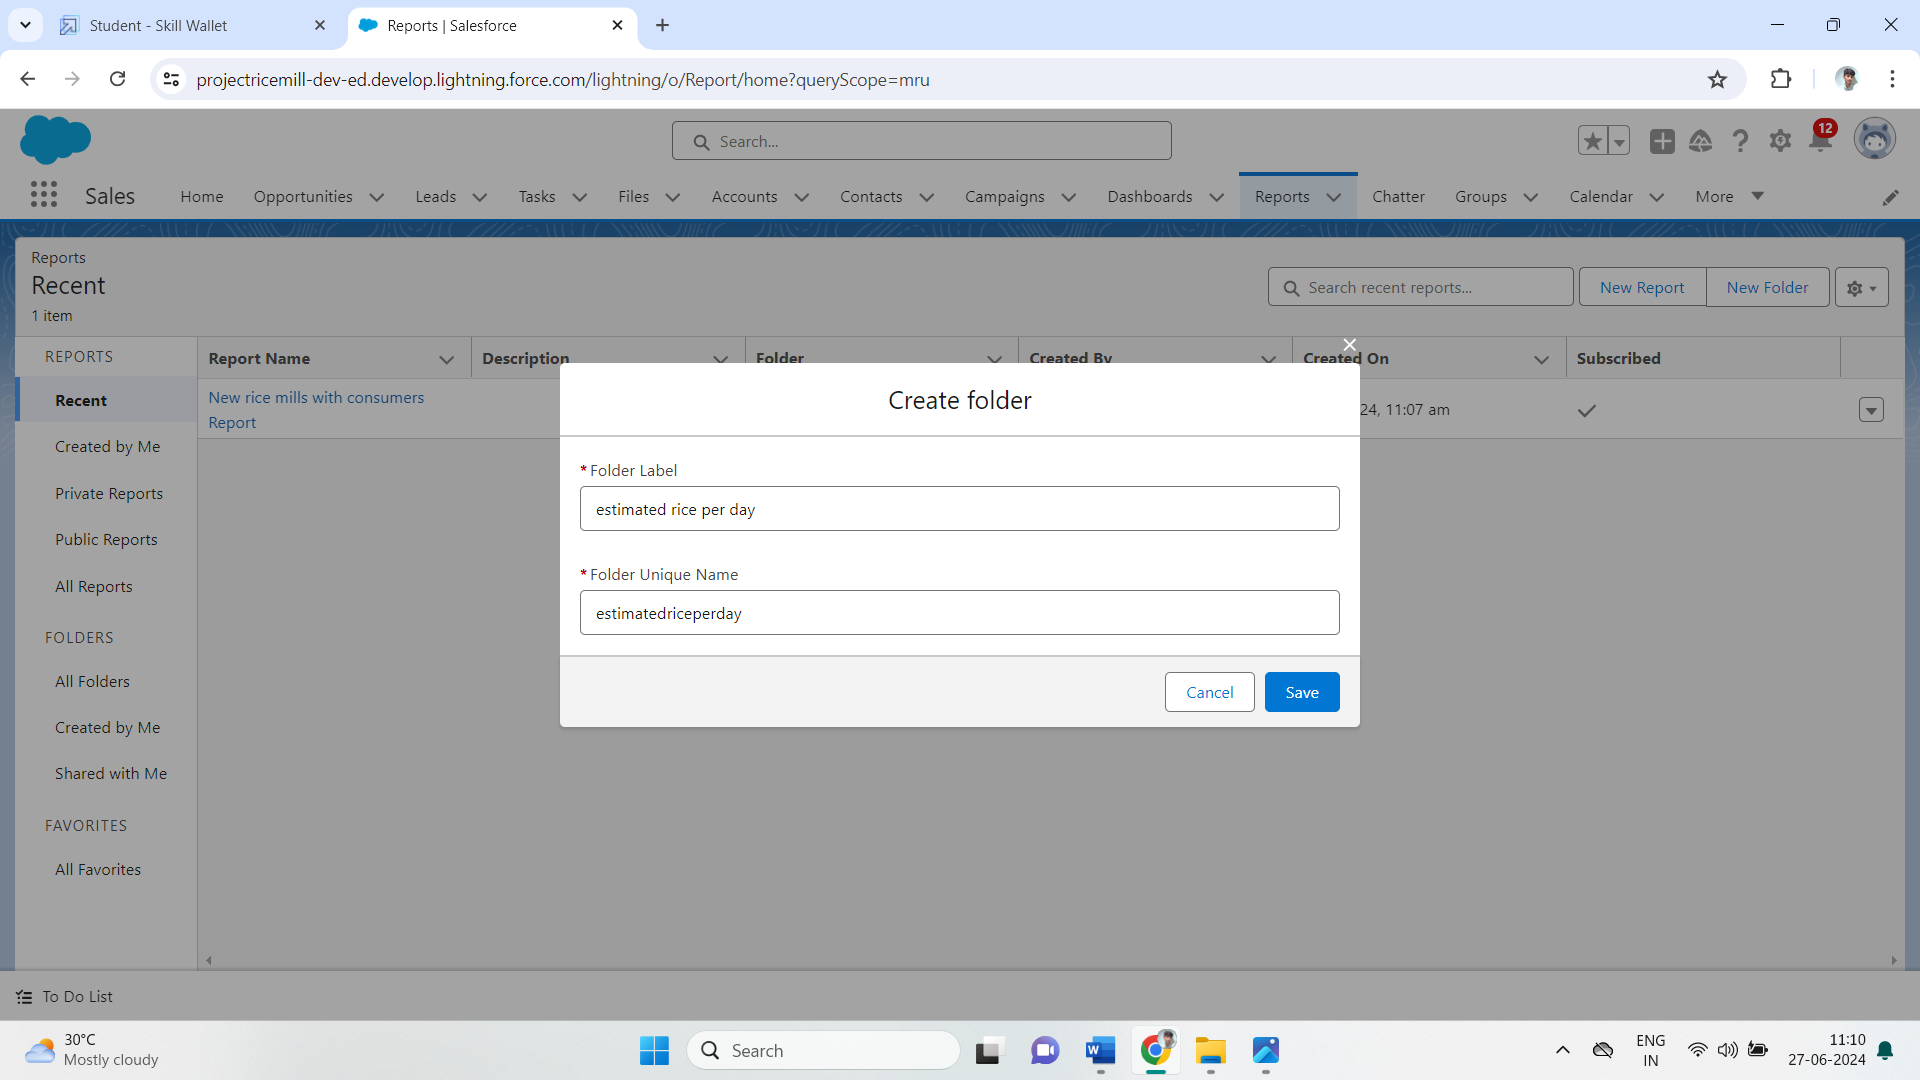 Student - Skill Wallet
Reports | Salesforce
projectricemill-dev-ed.develop.lightning.force.com/lightning/o/Report/home?queryScope=mru
Search...
12
Sales
Home
Opportunities
Leads
Tasks
Files
Accounts
Contacts
Campaigns
Dashboards
Reports
Chatter
Groups
Calendar
More
Reports
Recent
1 item
Search recent reports...
New Report
New Folder
REPORTS
Recent
Created by Me
Private Reports
Public Reports
All Reports
FOLDERS
All Folders
Created by Me
Shared with Me
FAVORITES
All Favorites
Report Name
Description
Folder
Created By
Created On
Subscribed
New rice mills with consumers
Report
24, 11:07 am
Create folder
* Folder Label
estimated rice per day
* Folder Unique Name
estimatedriceperday
Cancel
Save
To Do List
30°C
Mostly cloudy
Search
ENG
IN
11:10
27-06-2024